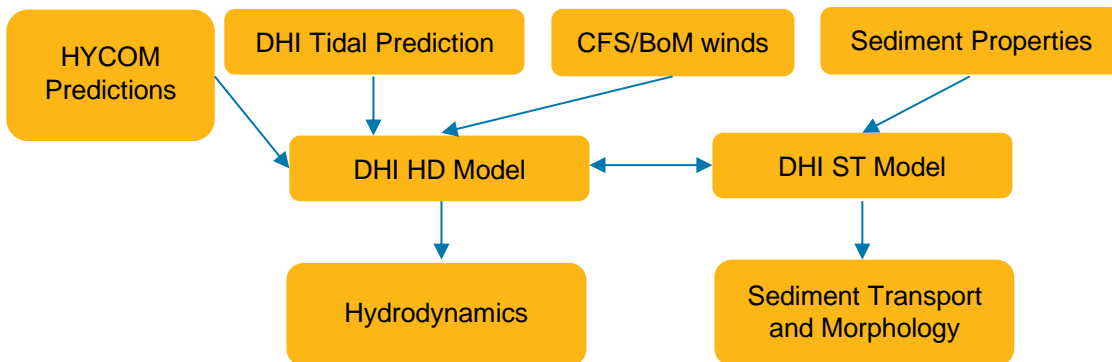 HYCOM
Predictions
DHI Tidal Prediction
CFS/BoM winds
Sediment Properties
DHI HD Model
DHI ST Model
Hydrodynamics
Sediment Transport
and Morphology